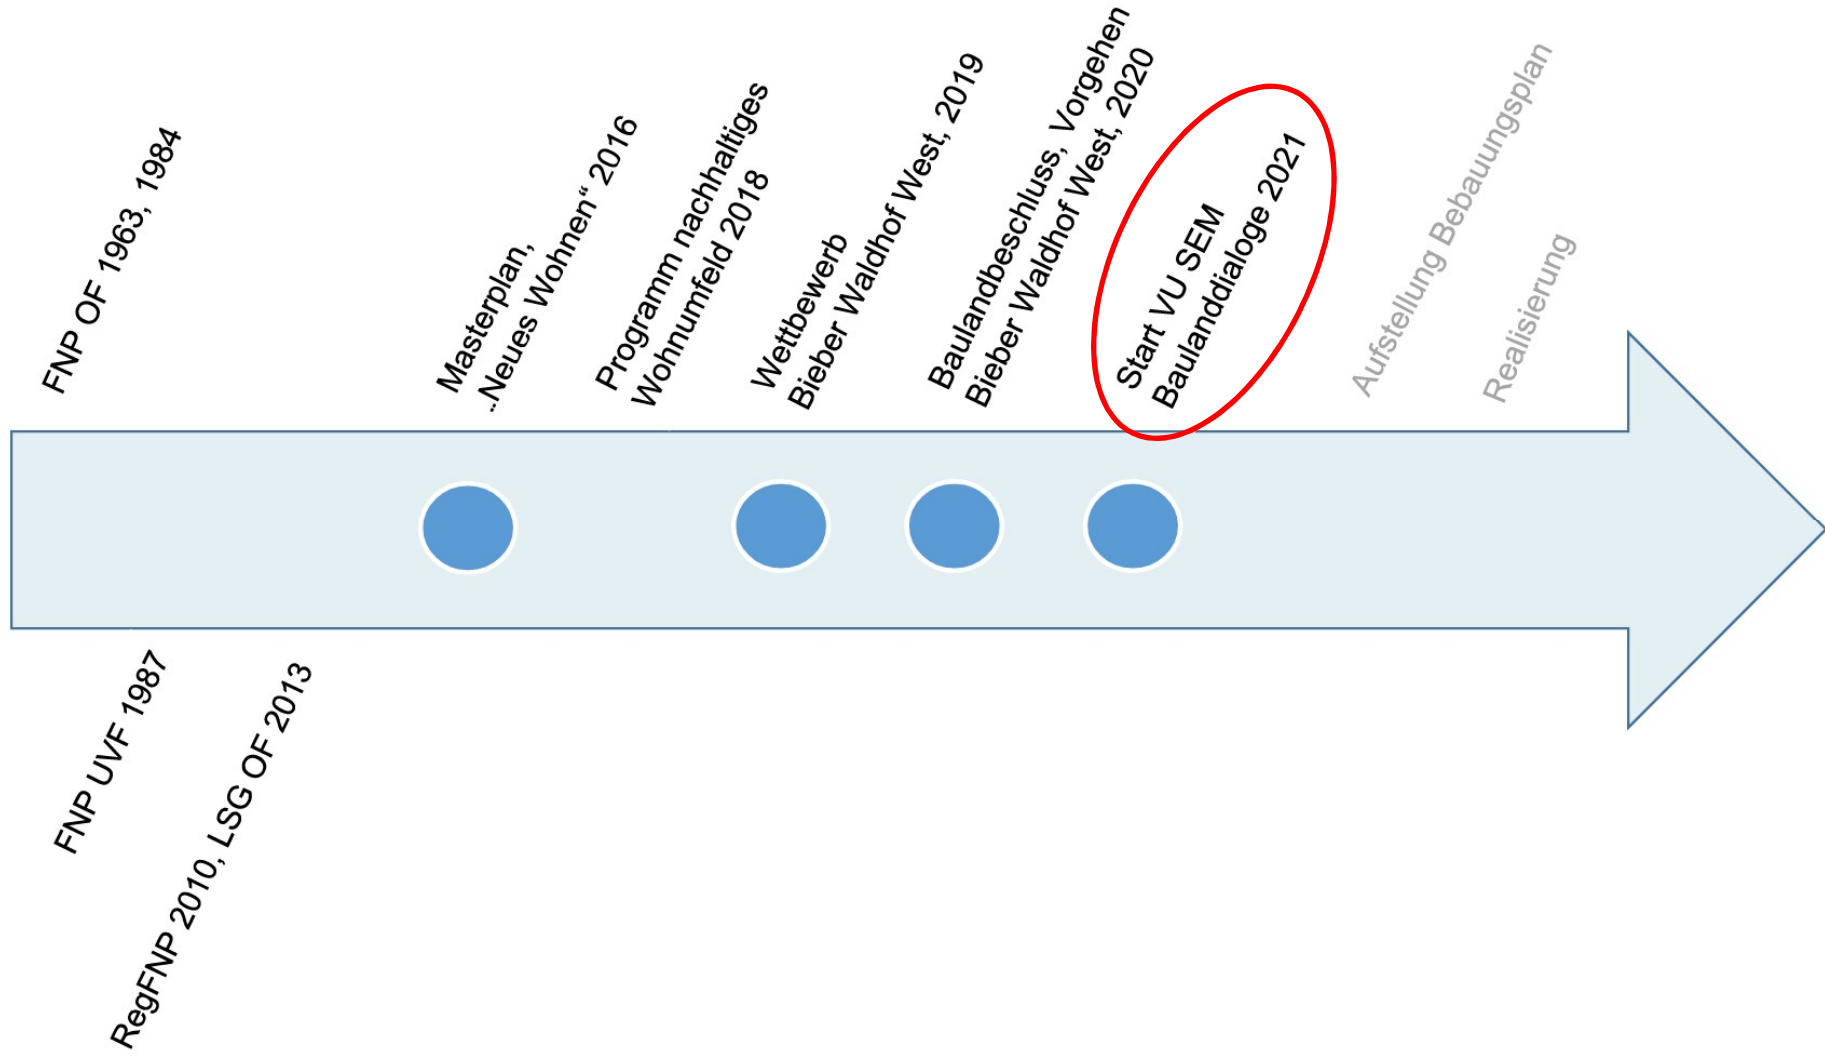 FNP OF 1963, 1984
Masterplan,
„Neues Wohnen“ 2016
Programm nachhaltiges
Wohnumfeld 2018
Wettbewerb
Bieber Waldhof West, 2019
Baulandbeschluss, Vorgehen
Bieber Waldhof West, 2020
Start VU SEM
Baulanddialoge 2021
Aufstellung Bebauungsplan
Realisierung
FNP UVF 1987
RegFNP 2010, LSG OF 2013